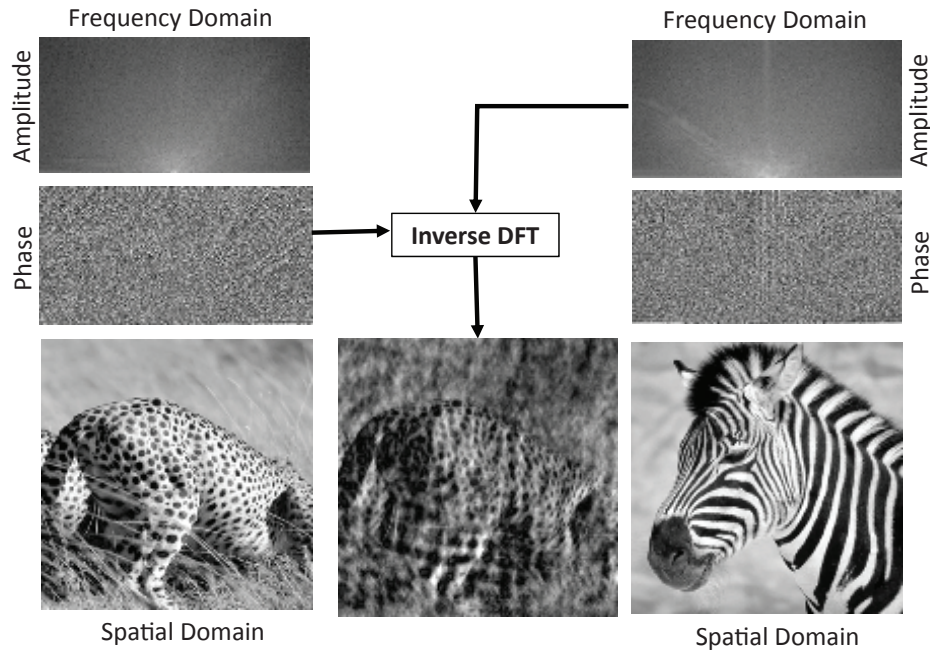 Frequency Domain
Frequency Domain
Amplitude
Amplitude
Phase
Inverse DFT
Phase
Spatial Domain
Spatial Domain